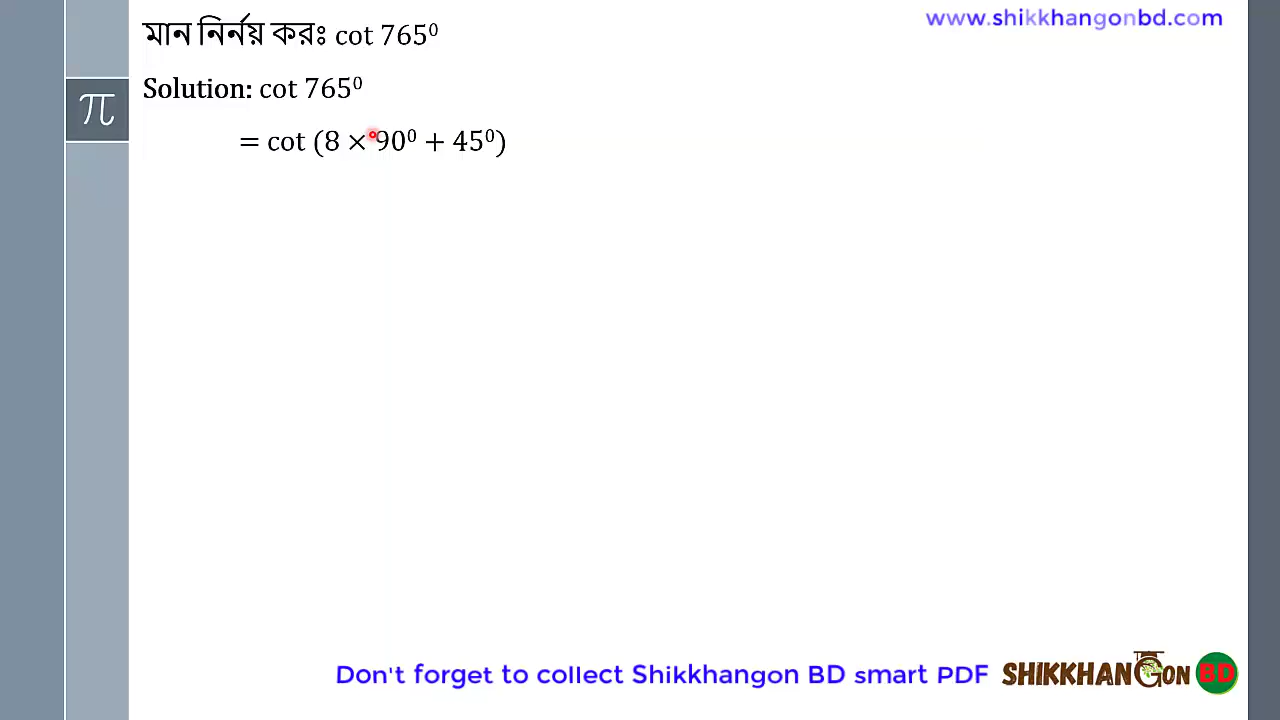 www.shikkhangonbd.com
মান নির্নয় করঃ cot 765⁰
π
Solution: cot 765⁰
= cot (8 × 90⁰ + 45⁰)
Don't forget to collect Shikkhangon BD smart PDF
SHIKKHANGON BD